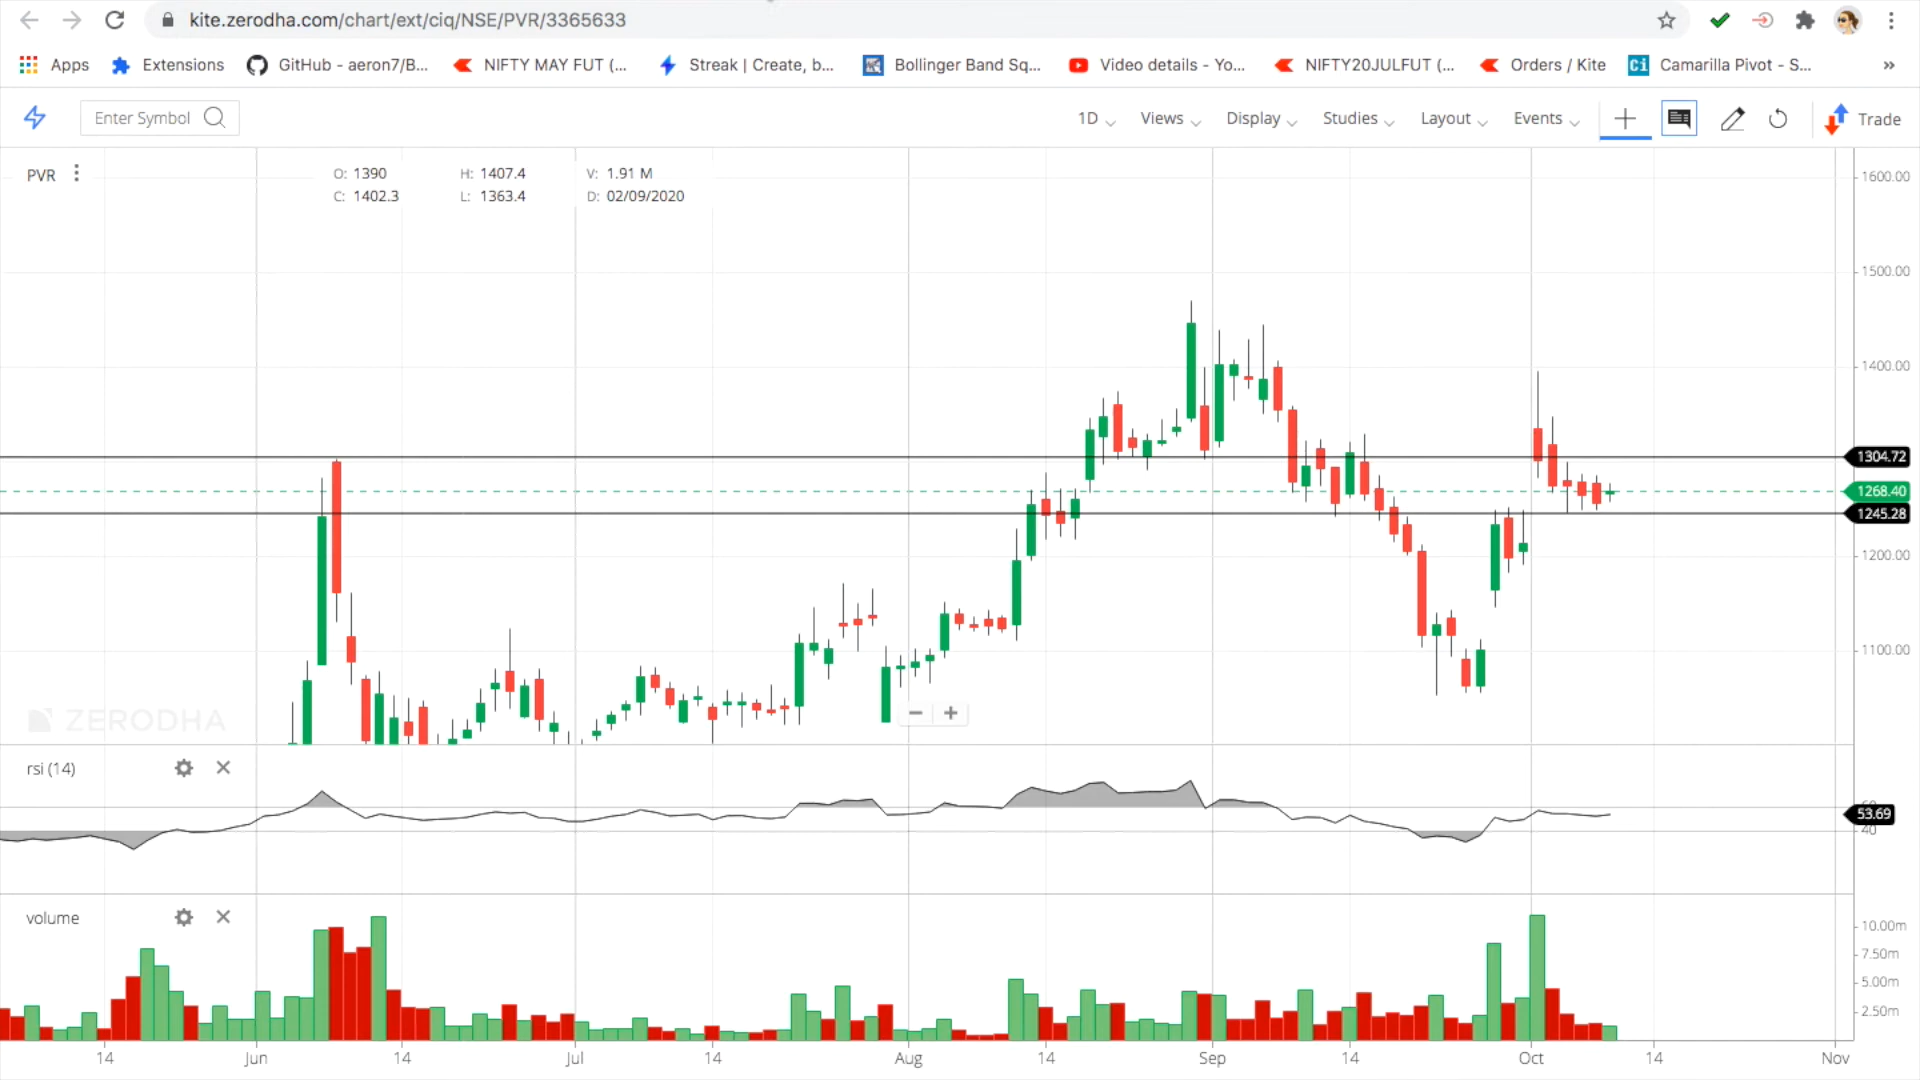 kite.zerodha.com/chart/ext/ciq/NSE/PVR/3365633
Apps Extensions GitHub - aeron7/B... NIFTY MAY FUT (... Streak | Create, b... Bollinger Band Sq... Video details - Yo... NIFTY20JULFUT (... Orders / Kite Ci Camarilla Pivot - S... »
Enter Symbol 1D Views Display Studies Layout Events Trade
PVR O: 1390 H: 1407.4 V: 1.91 M
C: 1402.3 L: 1363.4 D: 02/09/2020
1600.00
1500.00
1400.00
1304.72
1268.40
1245.28
1200.00
1100.00
ZERODHA
rsi (14)
53.69
40
volume
10.00m
7.50m
5.00m
2.50m
14 Jun 14 Jul 14 Aug 14 Sep 14 Oct 14 Nov